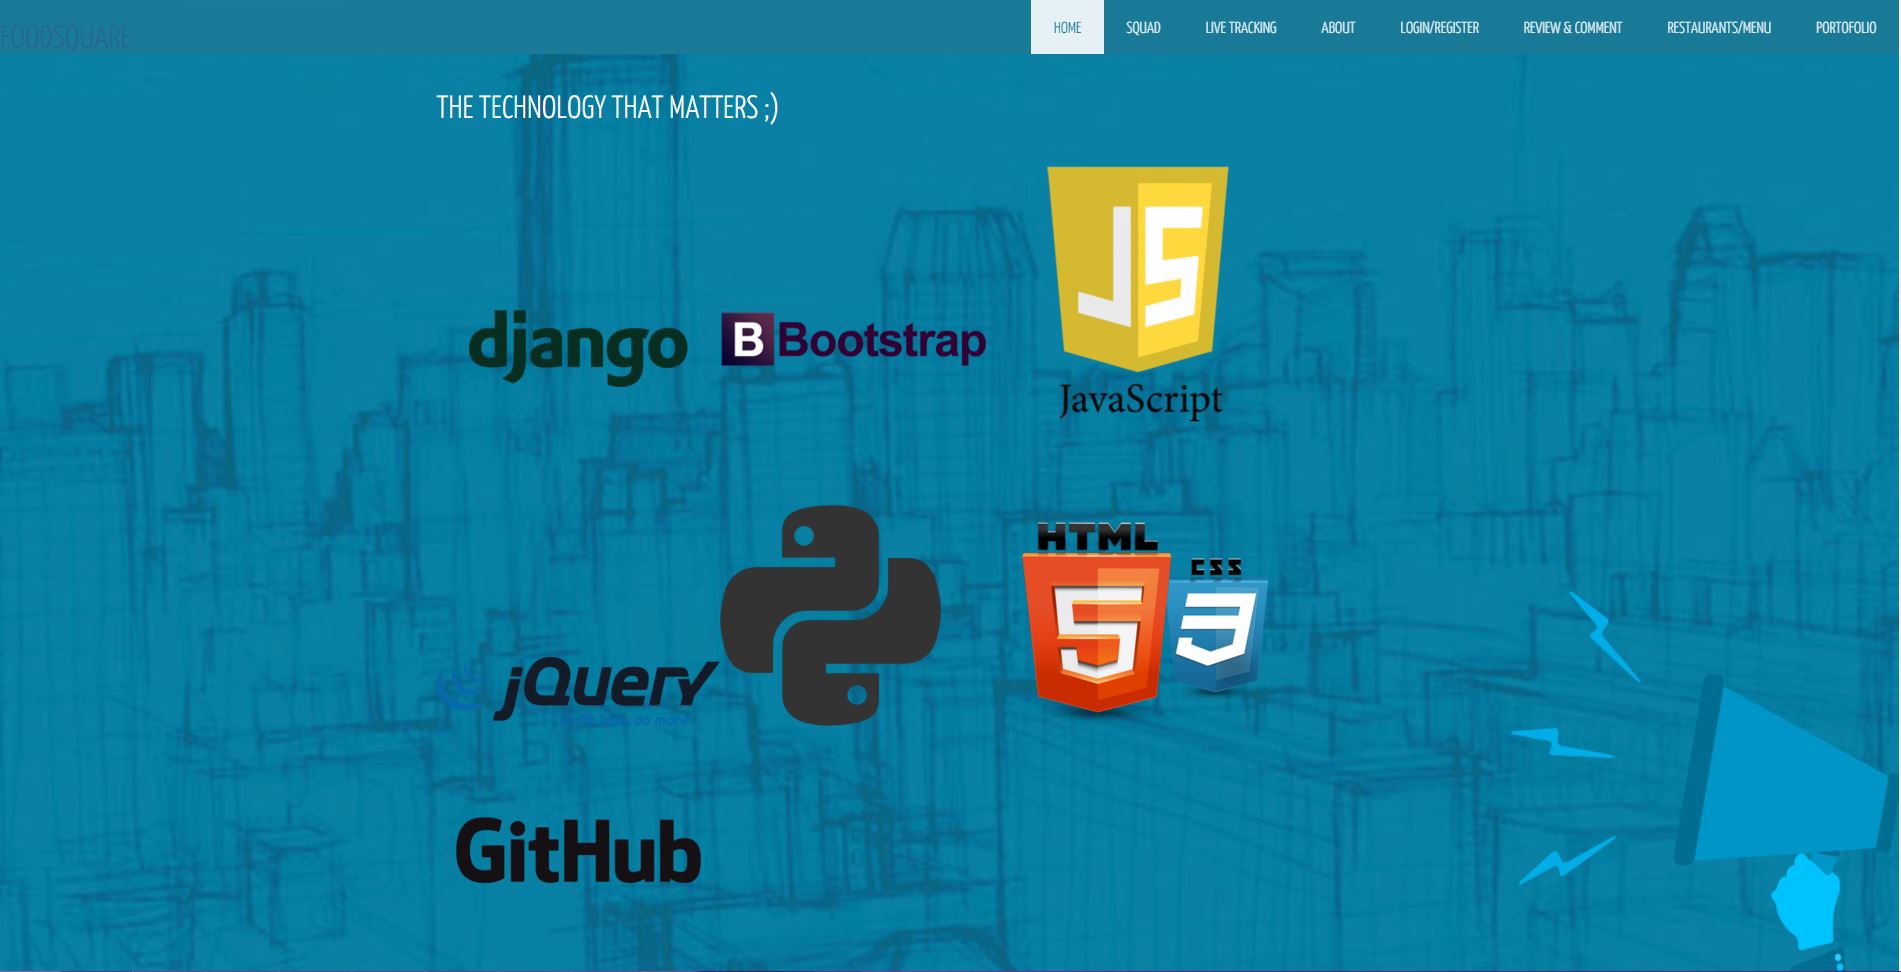 FOODSQUARE
HOME SQUAD LIVE TRACKING ABOUT LOGIN/REGISTER REVIEW & COMMENT RESTAURANTS/MENU PORTOFOLIO
THE TECHNOLOGY THAT MATTERS ;)
JS
django B Bootstrap
JavaScript
HTML
CSS
5 3
jQuery
write less, do more.
GitHub